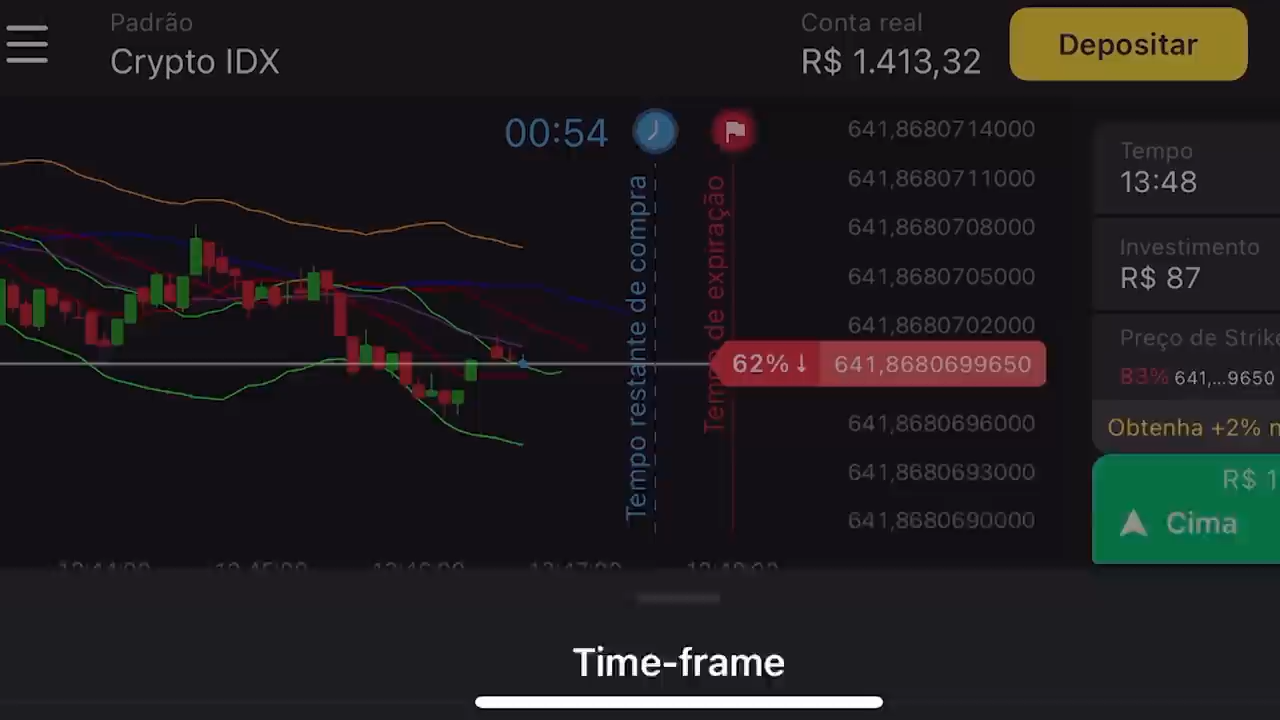 Padrão
Crypto IDX
Conta real
R$ 1.413,32
Depositar
00:54
Tempo restante de compra
Tempo de expiração
641,8680714000
641,8680711000
641,8680708000
641,8680705000
641,8680702000
62%↓ 641,8680699650
641,8680696000
641,8680693000
641,8680690000
Tempo
13:48
Investimento
R$ 87
Preço de Strike
83% 641,...9650
Obtenha +2%
R$ 1
Cima
Time-frame